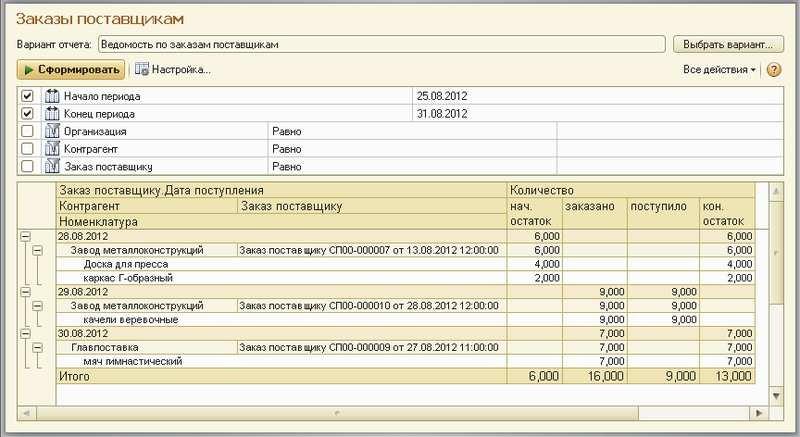 Заказы поставщикам
Вариант отчета: Ведомость по заказам поставщикам Выбрать вариант...
Сформировать Настройка... Все действия ?
Начало периода 25.08.2012
Конец периода 31.08.2012
Организация Равно
Контрагент Равно
Заказ поставщику Равно
Заказ поставщику.Дата поступления Количество
Контрагент Заказ поставщику нач. остаток заказано поступило кон. остаток
Номенклатура
28.08.2012 6,000 6,000
Завод металлоконструкций Заказ поставщику СП00-000007 от 13.08.2012 12:00:00 6,000 6,000
Доска для пресса 4,000 4,000
каркас Г-образный 2,000 2,000
29.08.2012 9,000 9,000
Завод металлоконструкций Заказ поставщику СП00-000010 от 28.08.2012 12:00:00 9,000 9,000
качели веревочные 9,000 9,000
30.08.2012 7,000 7,000
Главпоставка Заказ поставщику СП00-000009 от 27.08.2012 11:00:00 7,000 7,000
мяч гимнастический 7,000 7,000
Итого 6,000 16,000 9,000 13,000